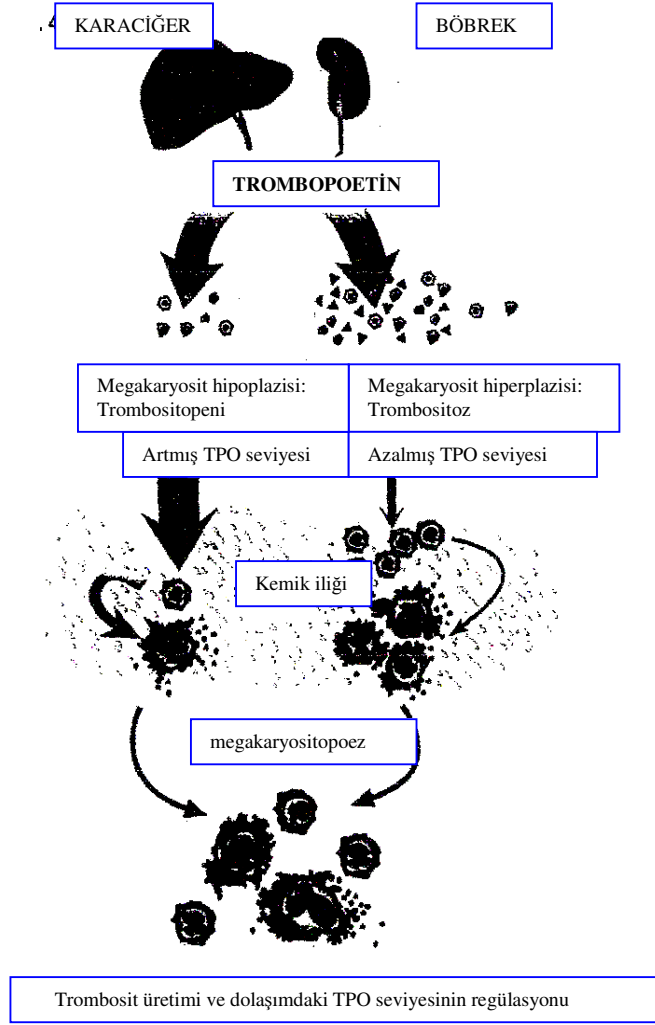 KARACİĞER
BÖBREK
TROMBOPOETİN
Megakaryosit hipoplazisi:
Trombositopeni
Megakaryosit hiperplazisi:
Trombositoz
Artmış TPO seviyesi
Azalmış TPO seviyesi
Kemik iliği
megakaryositopoez
Trombosit üretimi ve dolaşımdaki TPO seviyesinin regülasyonu